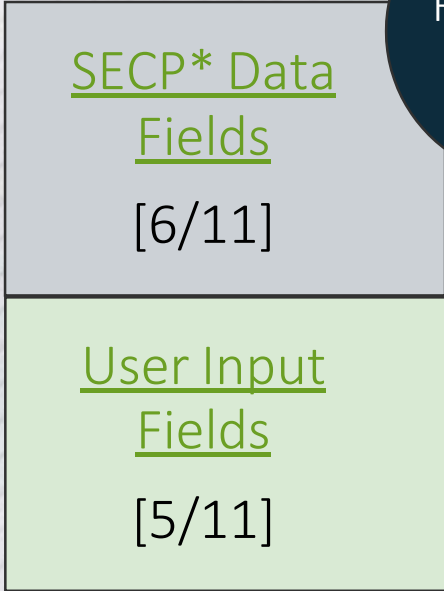 SECP* Data
Fields
[6/11]
User Input
Fields
[5/11]